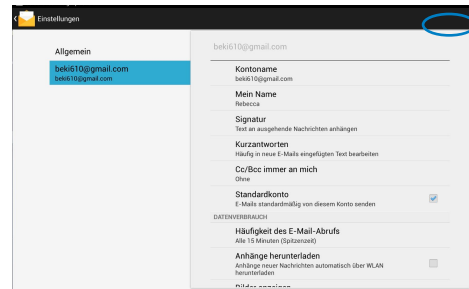 Einstellungen
Allgemein
beki610@gmail.com
beki610@gmail.com
beki610@gmail.com
Kontoname
beki610@gmail.com
Mein Name
Rebecca
Signatur
Text an ausgehende Nachrichten anhängen
Kurzantworten
Häufig in neue E-Mails eingefügten Text bearbeiten
Cc/Bcc immer an mich
Ohne
Standardkonto
E-Mails standardmäßig von diesem Konto senden
DATENVERBRAUCH
Häufigkeit des E-Mail-Abrufs
Alle 15 Minuten (Spitzenzeit)
Anhänge herunterladen
Anhänge neuer Nachrichten automatisch über WLAN
herunterladen
Bilder anzeigen